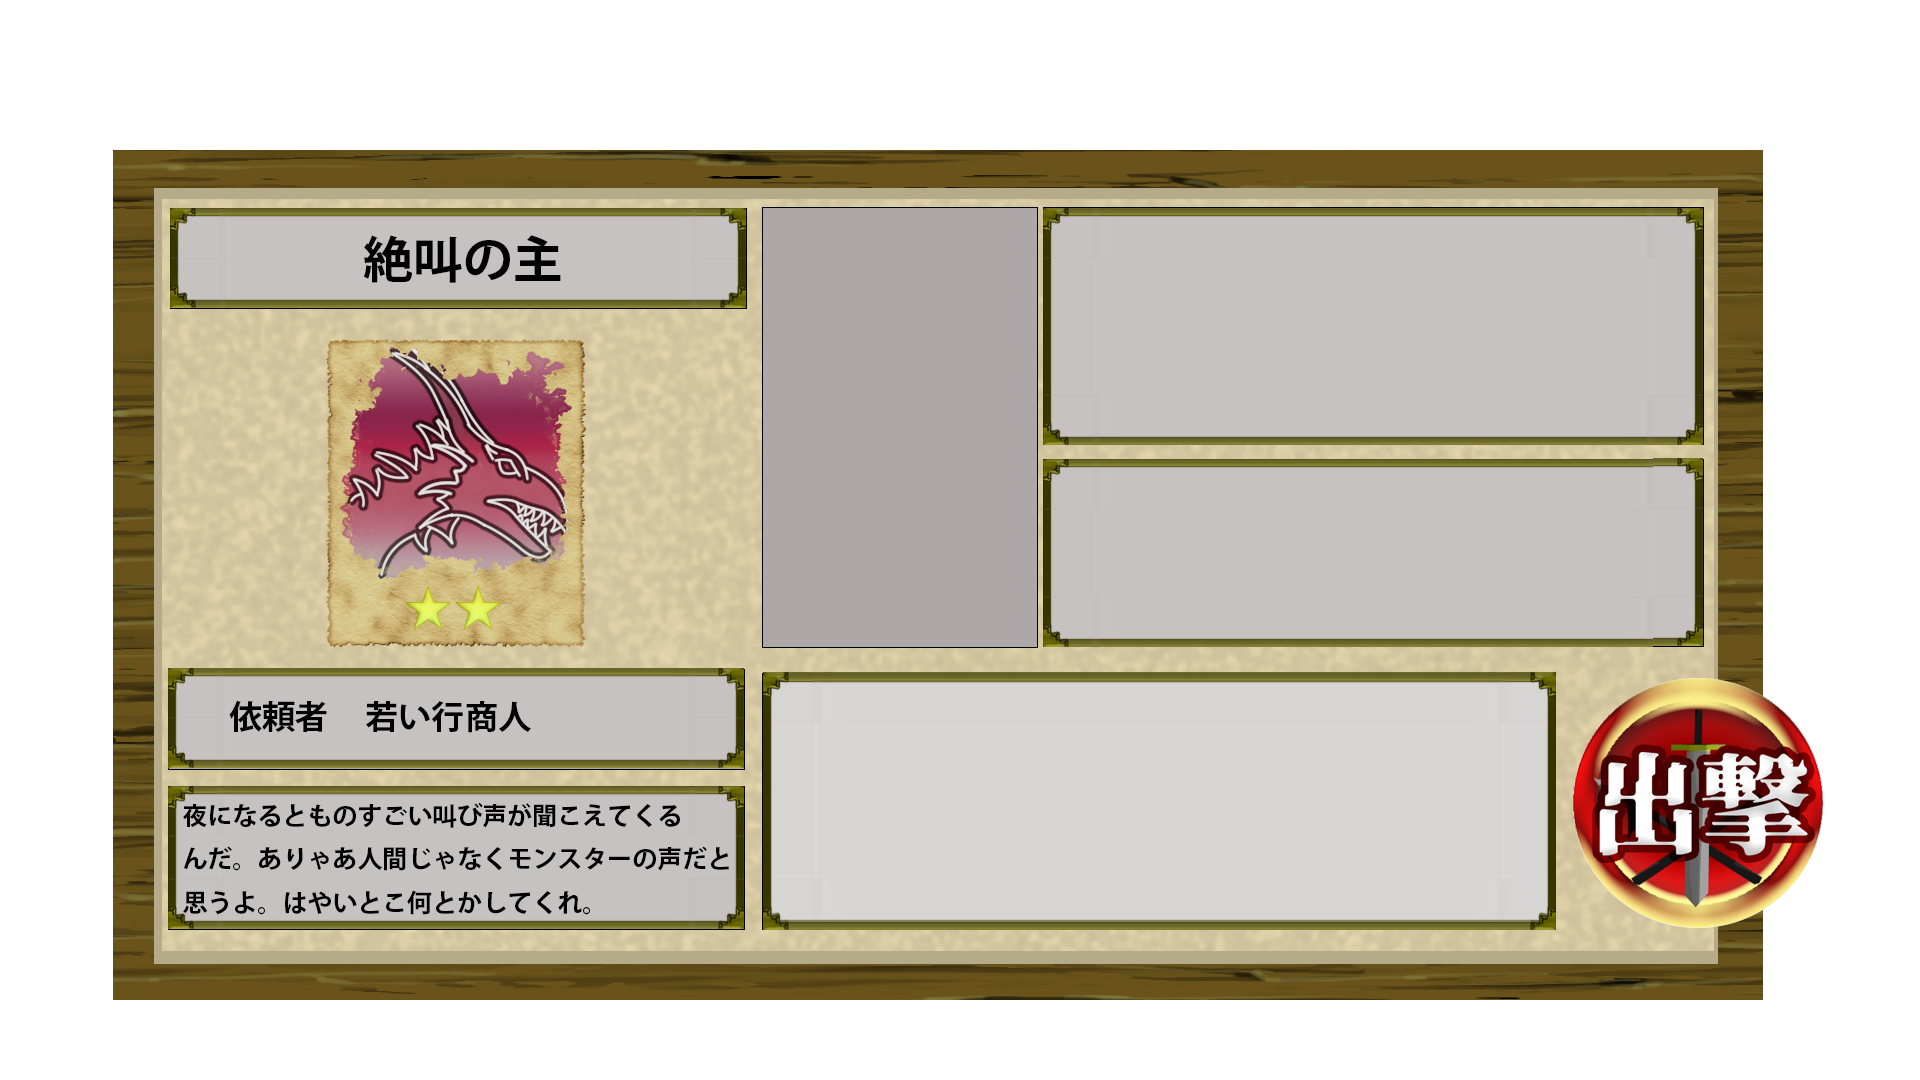 絶叫の主
依頼者　若い行商人
夜になるとものすごい叫び声が聞こえてくる
んだ。ありゃあ人間じゃなくモンスターの声だと
思うよ。はやいとこ何とかしてくれ。
出撃